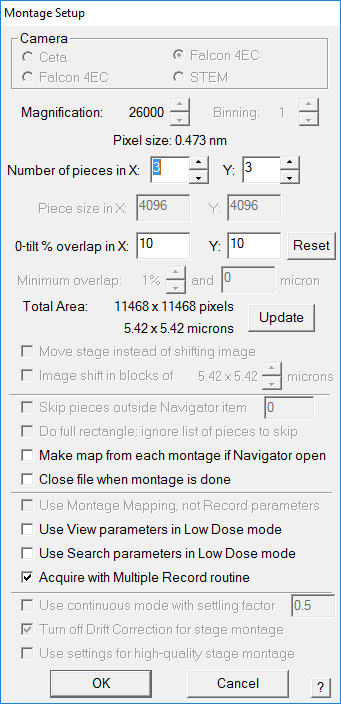 Montage Setup
Camera
Ceta Falcon 4EC
Falcon 4EC STEM
Magnification: 26000 Binning: 1
Pixel size: 0.473 nm
Number of pieces in X: 3 Y: 3
Piece size in X: 4096 Y: 4096
0-tilt % overlap in X: 10 Y: 10 Reset
Minimum overlap: 1% and 0 micron
Total Area: 11468 x 11468 pixels
5.42 x 5.42 microns Update
Move stage instead of shifting image
Image shift in blocks of 5.42 x 5.42 microns
Skip pieces outside Navigator item 0
Do full rectangle; ignore list of pieces to skip
Make map from each montage if Navigator open
Close file when montage is done
Use Montage Mapping, not Record parameters
Use View parameters in Low Dose mode
Use Search parameters in Low Dose mode
Acquire with Multiple Record routine
Use continuous mode with settling factor 0.5
Turn off Drift Correction for stage montage
Use settings for high-quality stage montage
OK Cancel ?